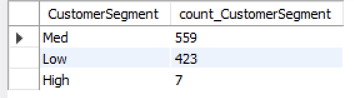 CustomerSegment count_CustomerSegment
Med 559
Low 423
High 7